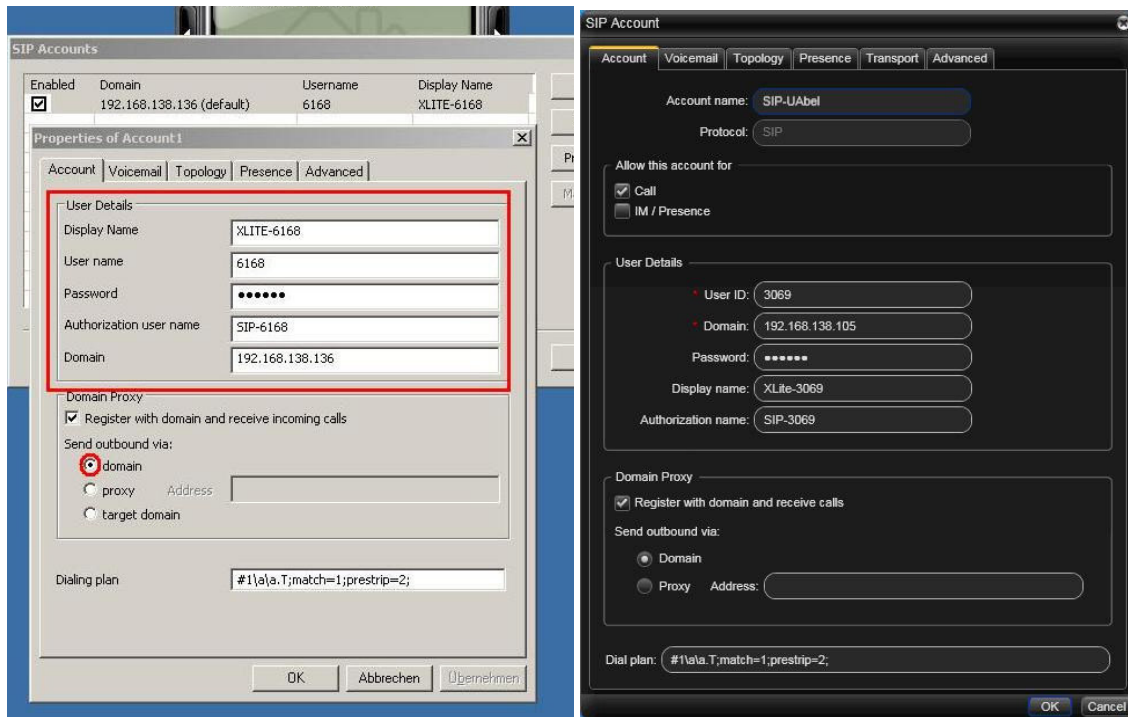 SIP Accounts
Enabled Domain Username Display Name
192.168.138.136 (default) 6168 XLITE-6168
Properties of Account1
Account Voicemail Topology Presence Advanced
User Details
Display Name XLITE-6168
User name 6168
Password ●●●●●●
Authorization user name SIP-6168
Domain 192.168.138.136
Domain Proxy
Register with domain and receive incoming calls
Send outbound via:
domain
proxy Address
target domain
Dialing plan #1\a\a.T;match=1;prestrip=2;
OK Abbrechen Übernehmen
SIP Account
Account Voicemail Topology Presence Transport Advanced
Account name: SIP-UAbel
Protocol: SIP
Allow this account for
Call
IM / Presence
User Details
* User ID: 3069
* Domain: 192.168.138.105
Password: ●●●●●●
Display name: XLite-3069
Authorization name: SIP-3069
Domain Proxy
Register with domain and receive calls
Send outbound via:
Domain
Proxy Address:
Dial plan: #1\a\a.T;match=1;prestrip=2;
OK Cancel